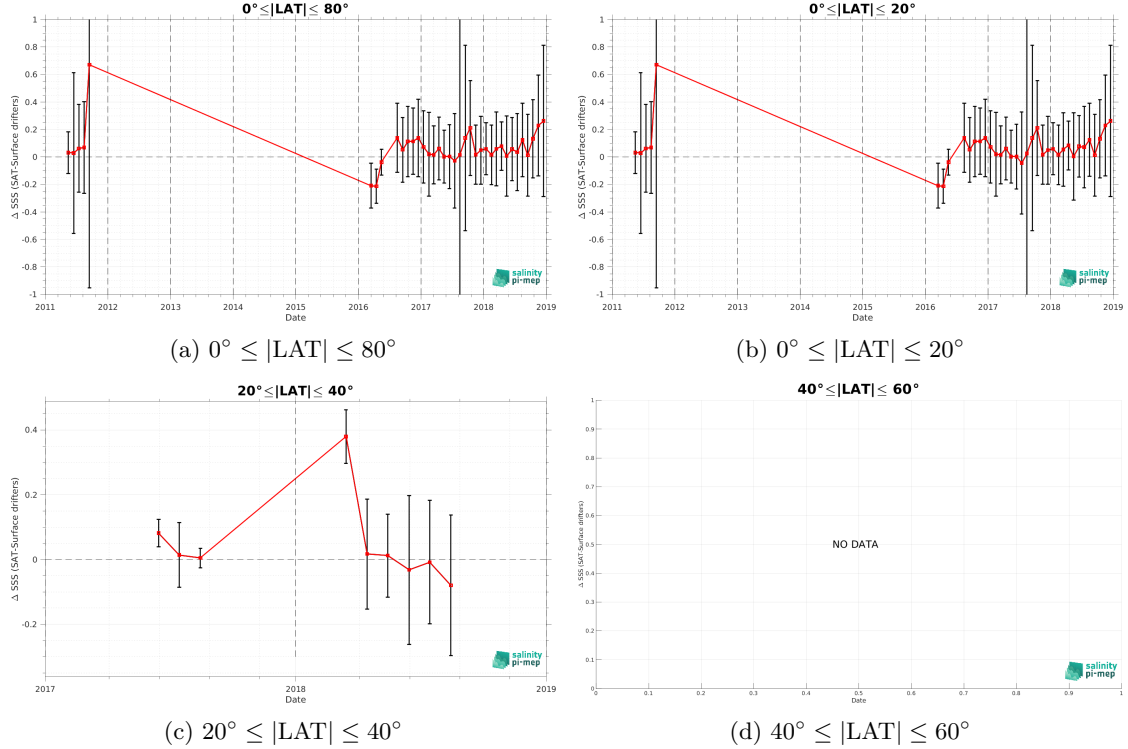 0°≤|LAT|≤ 80°
1
0.8
0.6
0.4
0.2
0
-0.2
-0.4
-0.6
-0.8
-1
Δ SSS (SAT-Surface drifters)
2011 2012 2013 2014 2015 2016 2017 2018 2019
Date
salinity
pi-mep
(a) 0° ≤ |LAT| ≤ 80°
0°≤|LAT|≤ 20°
1
0.8
0.6
0.4
0.2
0
-0.2
-0.4
-0.6
-0.8
-1
Δ SSS (SAT-Surface drifters)
2011 2012 2013 2014 2015 2016 2017 2018 2019
Date
salinity
pi-mep
(b) 0° ≤ |LAT| ≤ 20°
20°≤|LAT|≤ 40°
0.4
0.2
0
-0.2
Δ SSS (SAT-Surface drifters)
2017 2018 2019
Date
salinity
pi-mep
(c) 20° ≤ |LAT| ≤ 40°
40°≤|LAT|≤ 60°
1
0.9
0.8
0.7
0.6
0.5
0.4
0.3
0.2
0.1
0
Δ SSS (SAT-Surface drifters)
NO DATA
0 0.1 0.2 0.3 0.4 0.5 0.6 0.7 0.8 0.9 1
Date
salinity
pi-mep
(d) 40° ≤ |LAT| ≤ 60°